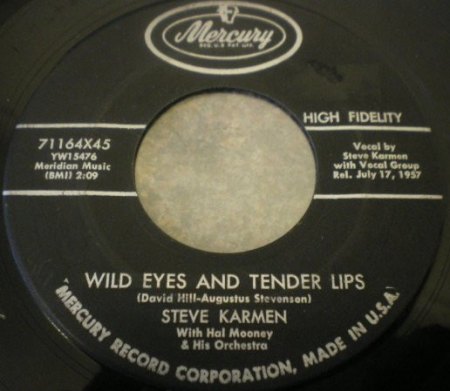 Mercury
REG. U.S. PAT. OFF.
HIGH FIDELITY
71164X45
YW15476
Meridian Music
(BMI) 2:09
Vocal by
Steve Karmen
with Vocal Group
Rel. July 17, 1957
WILD EYES AND TENDER LIPS
(David Hill-Augustus Stevenson)
STEVE KARMEN
With Hal Mooney
& His Orchestra
MERCURY RECORD CORPORATION, MADE IN U.S.A.